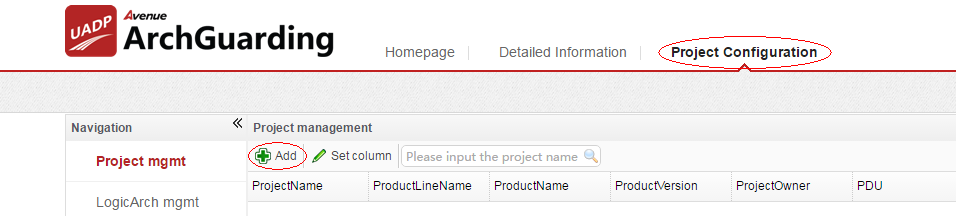 UADP
Avenue
ArchGuarding
Homepage
Detailed Information
Project Configuration
Navigation
Project management
Project mgmt
Add
Set column
Please input the project name
ProjectName
ProductLineName
ProductName
ProductVersion
ProjectOwner
PDU
LogicArch mgmt